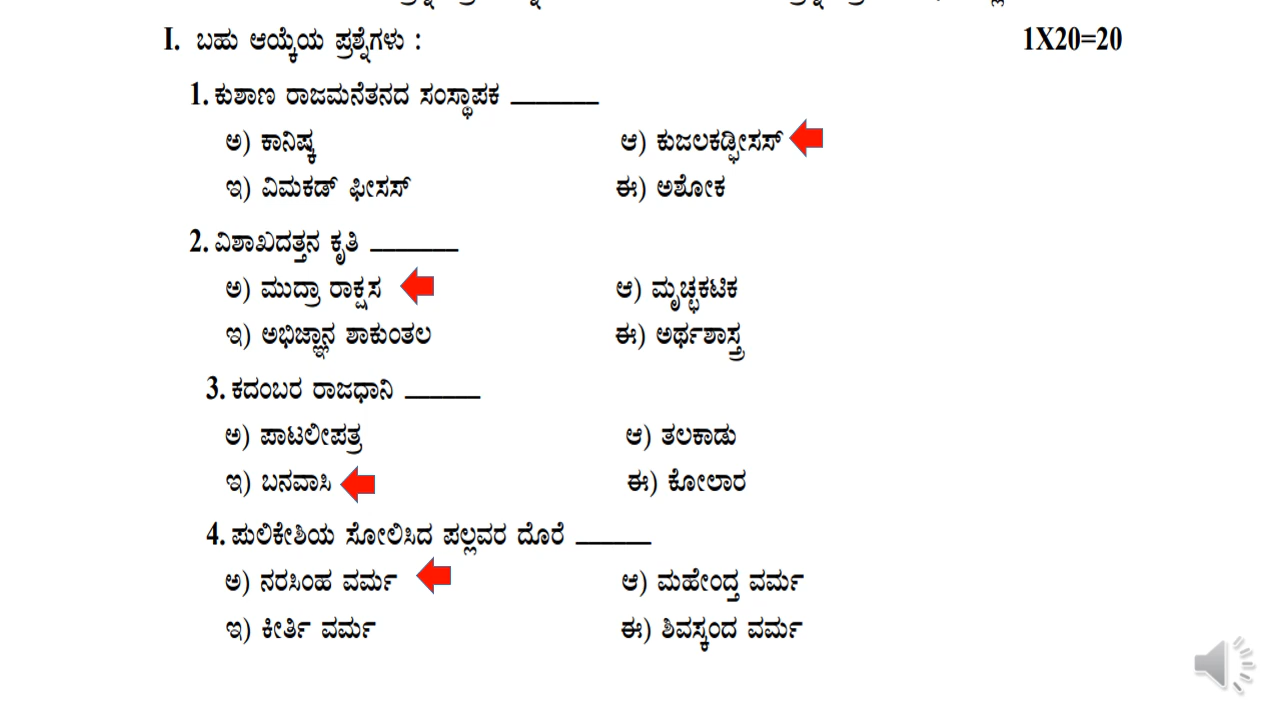 I. ಬಹು ಆಯ್ಕೆಯ ಪ್ರಶ್ನೆಗಳು : 1X20=20
1. ಕುಶಾಣ ರಾಜಮನೆತನದ ಸಂಸ್ಥಾಪಕ ______
ಅ) ಕಾನಿಷ್ಕ ಆ) ಕುಜಲಕಡ್ಫೀಸಸ್
ಇ) ವಿಮಕಡ್ ಫೀಸಸ್ ಈ) ಅಶೋಕ
2. ವಿಶಾಖದತ್ತನ ಕೃತಿ ______
ಅ) ಮುದ್ರಾ ರಾಕ್ಷಸ ಆ) ಮೃಚ್ಛಕಟಿಕ
ಇ) ಅಭಿಜ್ಞಾನ ಶಾಕುಂತಲ ಈ) ಅರ್ಥಶಾಸ್ತ್ರ
3. ಕದಂಬರ ರಾಜಧಾನಿ _____
ಅ) ಪಾಟಲೀಪತ್ರ ಆ) ತಲಕಾಡು
ಇ) ಬನವಾಸಿ ಈ) ಕೋಲಾರ
4. ಪುಲಿಕೇಶಿಯ ಸೋಲಿಸಿದ ಪಲ್ಲವರ ದೊರೆ _____
ಅ) ನರಸಿಂಹ ವರ್ಮ ಆ) ಮಹೇಂದ್ತ ವರ್ಮ
ಇ) ಕೀರ್ತಿ ವರ್ಮ ಈ) ಶಿವಸ್ಕಂದ ವರ್ಮ